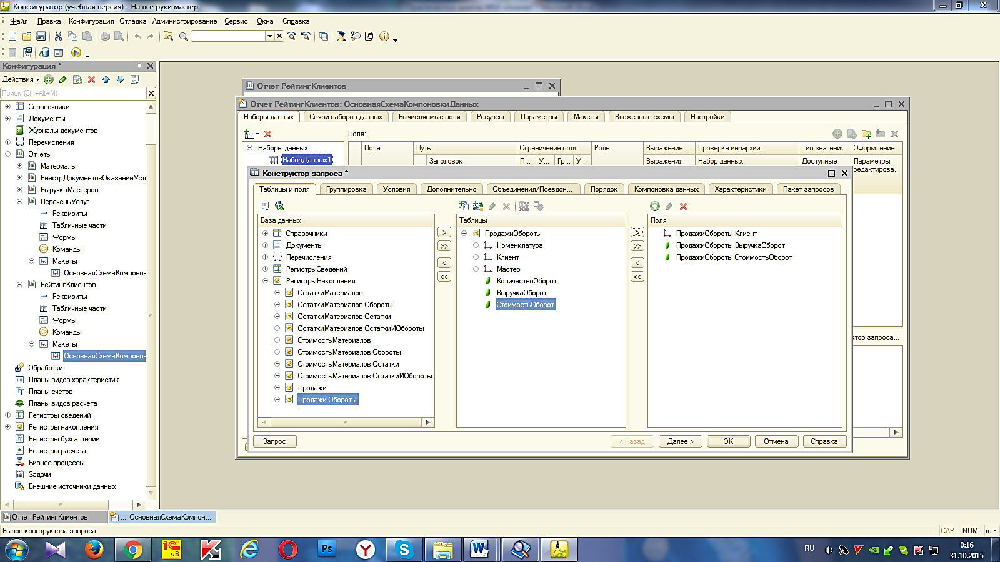 Конфигуратор (учебная версия) - На все руки мастер
Файл Правка Конфигурация Отладка Администрирование Сервис Окна Справка
Конфигурация *
Действия
Поиск (Ctrl+Alt+M)
Справочники
Документы
Журналы документов
Перечисления
Отчеты
Материалы
РеестрДокументовОказаниеУсл
ВыручкаМастеров
ПереченьУслуг
Реквизиты
Табличные части
Формы
Команды
Макеты
ОсновнаяСхемаКомпонов
РейтингКлиентов
Реквизиты
Табличные части
Формы
Команды
Макеты
ОсновнаяСхемаКомпонов
Обработки
Планы видов характеристик
Планы счетов
Планы видов расчета
Регистры сведений
Регистры накопления
Регистры бухгалтерии
Регистры расчета
Бизнес-процессы
Задачи
Внешние источники данных
Отчет РейтингКлиентов
Отчет РейтингКлиентов: ОсновнаяСхемаКомпоновкиДанных
Наборы данных Связи наборов данных Вычисляемые поля Ресурсы Параметры Макеты Вложенные схемы Настройки
Поля:
Наборы данных
НаборДанных1
Поле Путь Ограничение поля Роль Выражение ... Проверка иерархии: Тип значения Оформление
Заголовок П... У... Гр... У... Выражения Набор данных Доступные Параметры
редактирова...
Конструктор запроса *
Таблицы и поля Группировка Условия Дополнительно Объединения/Псевдон... Порядок Компоновка данных Характеристики Пакет запросов
База данных
Справочники
Документы
Перечисления
РегистрыСведений
РегистрыНакопления
ОстаткиМатериалов
ОстаткиМатериалов.Обороты
ОстаткиМатериалов.Остатки
ОстаткиМатериалов.ОстаткиИОбороты
СтоимостьМатериалов
СтоимостьМатериалов.Обороты
СтоимостьМатериалов.Остатки
СтоимостьМатериалов.ОстаткиИОбороты
Продажи
Продажи.Обороты
>
>>
<
<<
Таблицы
ПродажиОбороты
Номенклатура
Клиент
Мастер
КоличествоОборот
ВыручкаОборот
СтоимостьОборот
>
>>
<
<<
Поля
ПродажиОбороты.Клиент
ПродажиОбороты.ВыручкаОборот
ПродажиОбороты.СтоимостьОборот
ктор запроса...
Запрос < Назад Далее > OK Отмена Справка
Отчет РейтингКлиентов ...: ОсновнаяСхемаКомпон...
Вызов конструктора запроса CAP NUM ru
1С v8 Ps RU
0:16
31.10.2015